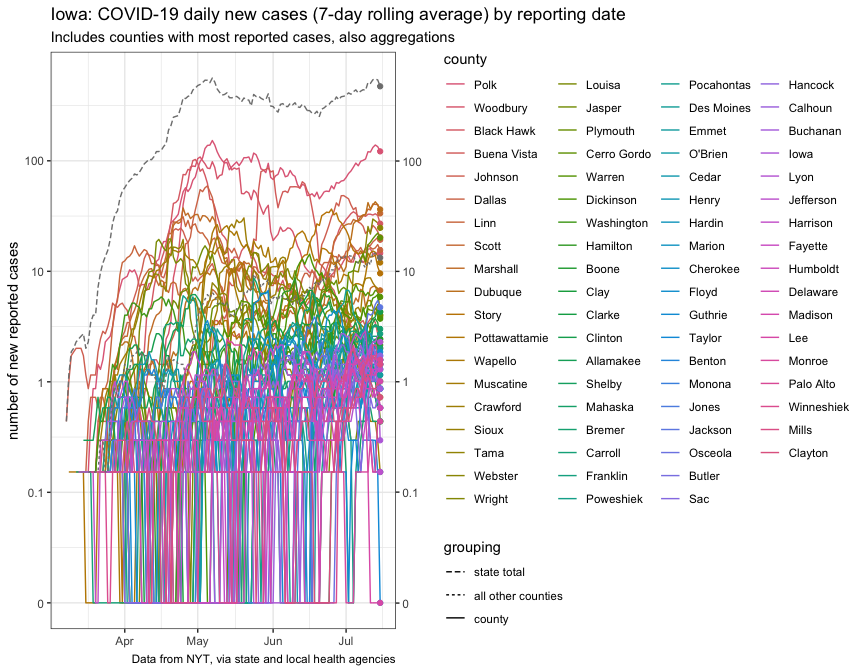 Iowa: COVID-19 daily new cases (7-day rolling average) by reporting date
Includes counties with most reported cases, also aggregations
number of new reported cases
100
10
1
0.1
0
100
10
1
0.1
0
Apr May Jun Jul
Data from NYT, via state and local health agencies
county
Polk Louisa Pocahontas Hancock
Woodbury Jasper Des Moines Calhoun
Black Hawk Plymouth Emmet Buchanan
Buena Vista Cerro Gordo O'Brien Iowa
Johnson Warren Cedar Lyon
Dallas Dickinson Henry Jefferson
Linn Washington Hardin Harrison
Scott Hamilton Marion Fayette
Marshall Boone Cherokee Humboldt
Dubuque Clay Floyd Delaware
Story Clarke Guthrie Madison
Pottawattamie Clinton Taylor Lee
Wapello Allamakee Benton Monroe
Muscatine Shelby Monona Palo Alto
Crawford Mahaska Jones Winneshiek
Sioux Bremer Jackson Mills
Tama Carroll Osceola Clayton
Webster Franklin Butler
Wright Poweshiek Sac
grouping
state total
all other counties
county